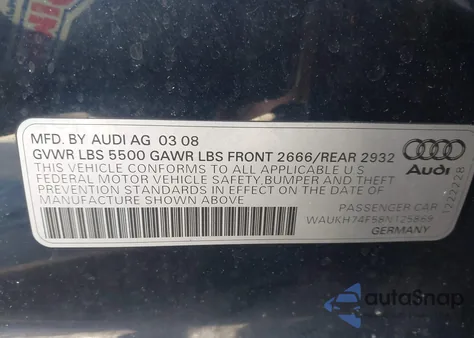 MFD. BY AUDI AG 03 08
GVWR LBS 5500 GAWR LBS FRONT 2666/REAR 2932
THIS VEHICLE CONFORMS TO ALL APPLICABLE U.S.
FEDERAL MOTOR VEHICLE SAFETY,BUMPER AND THEFT
PREVENTION STANDARDS IN EFFECT ON THE DATE OF
MANUFACTURE SHOWN ABOVE
Audi
PASSENGER CAR
GERMANY
autoSnap